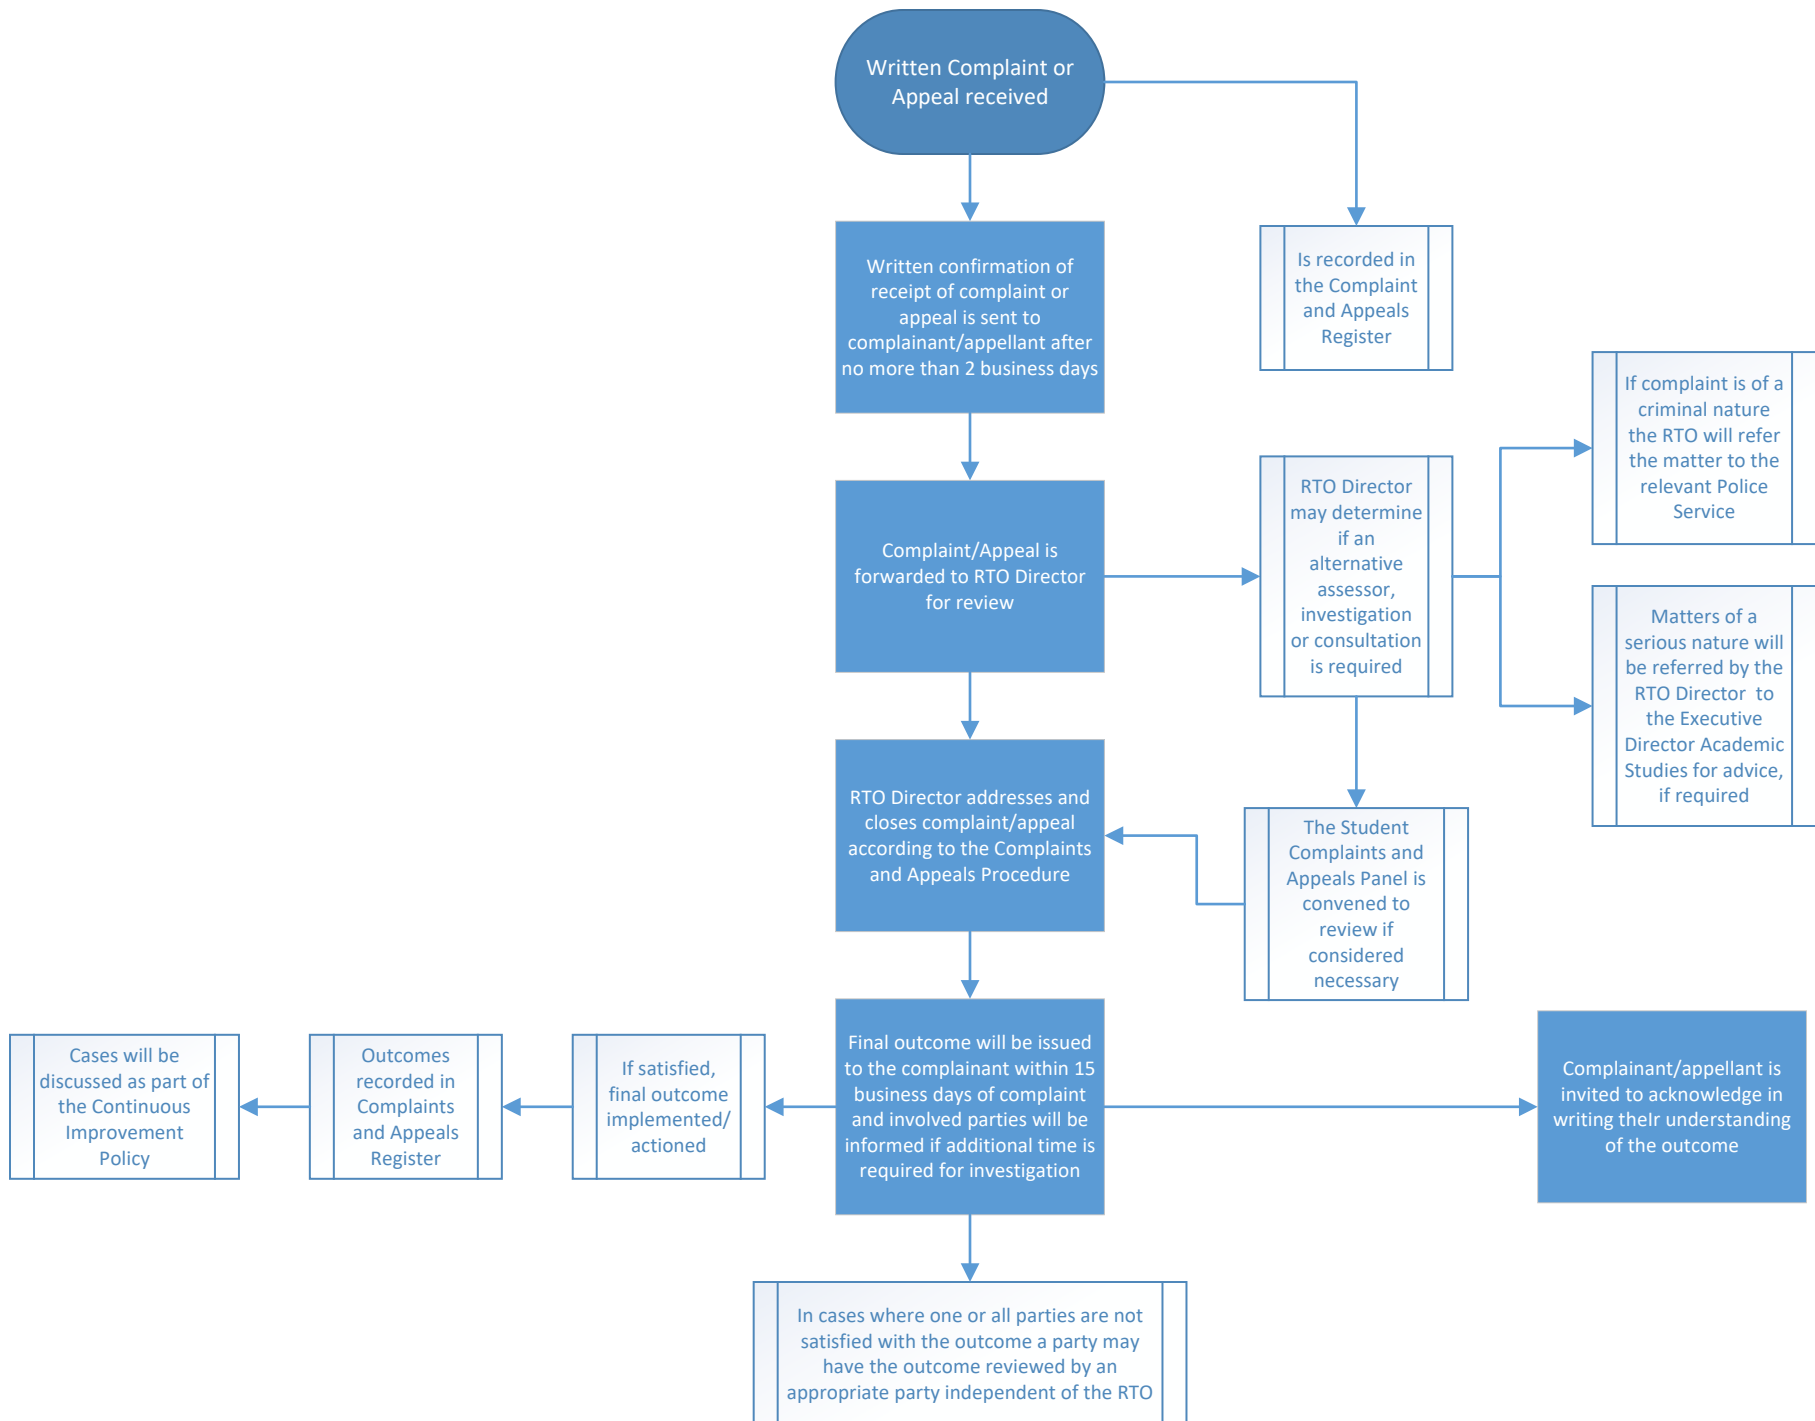 Written Complaint or
Appeal received
Written confirmation of
receipt of complaint or
appeal is sent to
complainant/appellant after
no more than 2 business days
Is recorded in
the Complaint
and Appeals
Register
If complaint is of a
criminal nature
the RTO will refer
the matter to the
relevant Police
Service
Complaint/Appeal is
forwarded to RTO Director
for review
RTO Director
may determine
if an
alternative
assessor,
investigation
or consultation
is required
Matters of a
serious nature will
be referred by the
RTO Director  to
the Executive
Director Academic
Studies for advice,
if required
RTO Director addresses and
closes complaint/appeal
according to the Complaints
and Appeals Procedure
The Student
Complaints and
Appeals Panel is
convened to
review if
considered
necessary
Cases will be
discussed as part of
the Continuous
Improvement
Policy
Outcomes
recorded in
Complaints
and Appeals
Register
If satisfied,
final outcome
implemented/
actioned
Final outcome will be issued
to the complainant within 15
business days of complaint
and involved parties will be
informed if additional time is
required for investigation
Complainant/appellant is
invited to acknowledge in
writing theIr understanding
of the outcome
In cases where one or all parties are not
satisfied with the outcome a party may
have the outcome reviewed by an
appropriate party independent of the RTO